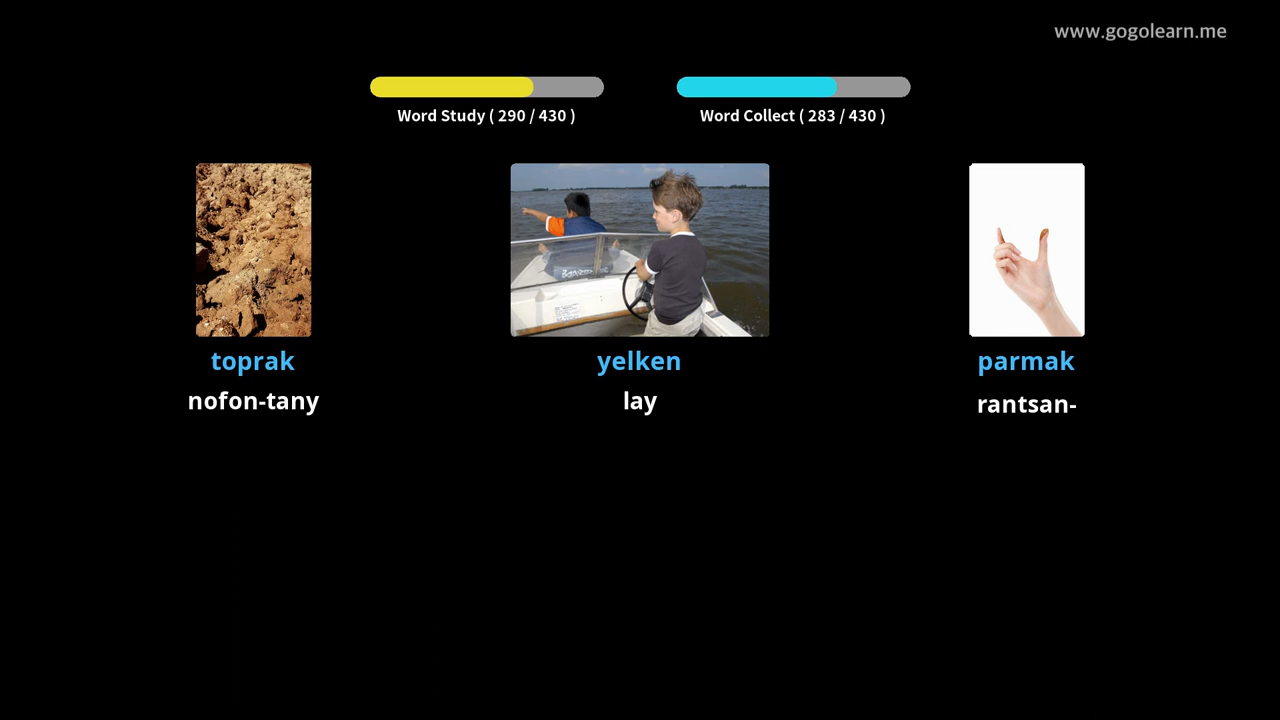 www.gogolearn.me
Word Study ( 290 / 430 )
Word Collect ( 283 / 430 )
toprak
nofon-tany
yelken
lay
parmak
rantsan-